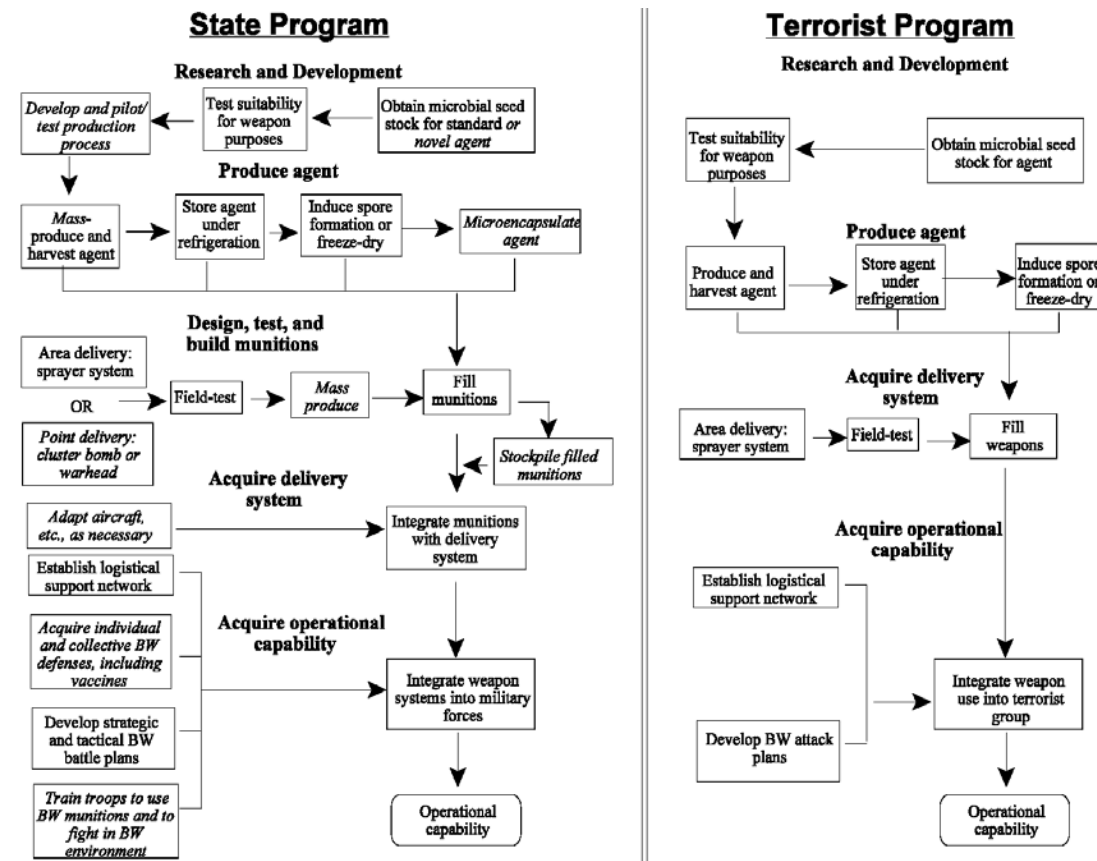 State Program
Research and Development
Develop and pilot/
test production
process
Test suitability
for weapon
purposes
Obtain microbial seed
stock for standard or
novel agent
Produce agent
Mass-
produce and
harvest agent
Store agent
under
refrigeration
Induce spore
formation or
freeze-dry
Microencapsulate
agent
Design, test, and
build munitions
Area delivery:
sprayer system
OR
Point delivery:
cluster bomb or
warhead
Field-test
Mass
produce
Fill
munitions
Stockpile filled
munitions
Acquire delivery
system
Adapt aircraft,
etc., as necessary
Integrate munitions
with delivery
system
Establish logistical
support network
Acquire individual
and collective BW
defenses, including
vaccines
Develop strategic
and tactical BW
battle plans
Train troops to use
BW munitions and to
fight in BW
environment
Acquire operational
capability
Integrate weapon
systems into military
forces
Operational
capability
Terrorist Program
Research and Development
Test suitability
for weapon
purposes
Obtain microbial seed
stock for agent
Produce agent
Produce and
harvest agent
Store agent
under
refrigeration
Induce spore
formation or
freeze-dry
Acquire delivery
system
Area delivery:
sprayer system
Field-test
Fill
weapons
Acquire operational
capability
Establish logistical
support network
Develop BW attack
plans
Integrate weapon
use into terrorist
group
Operational
capability